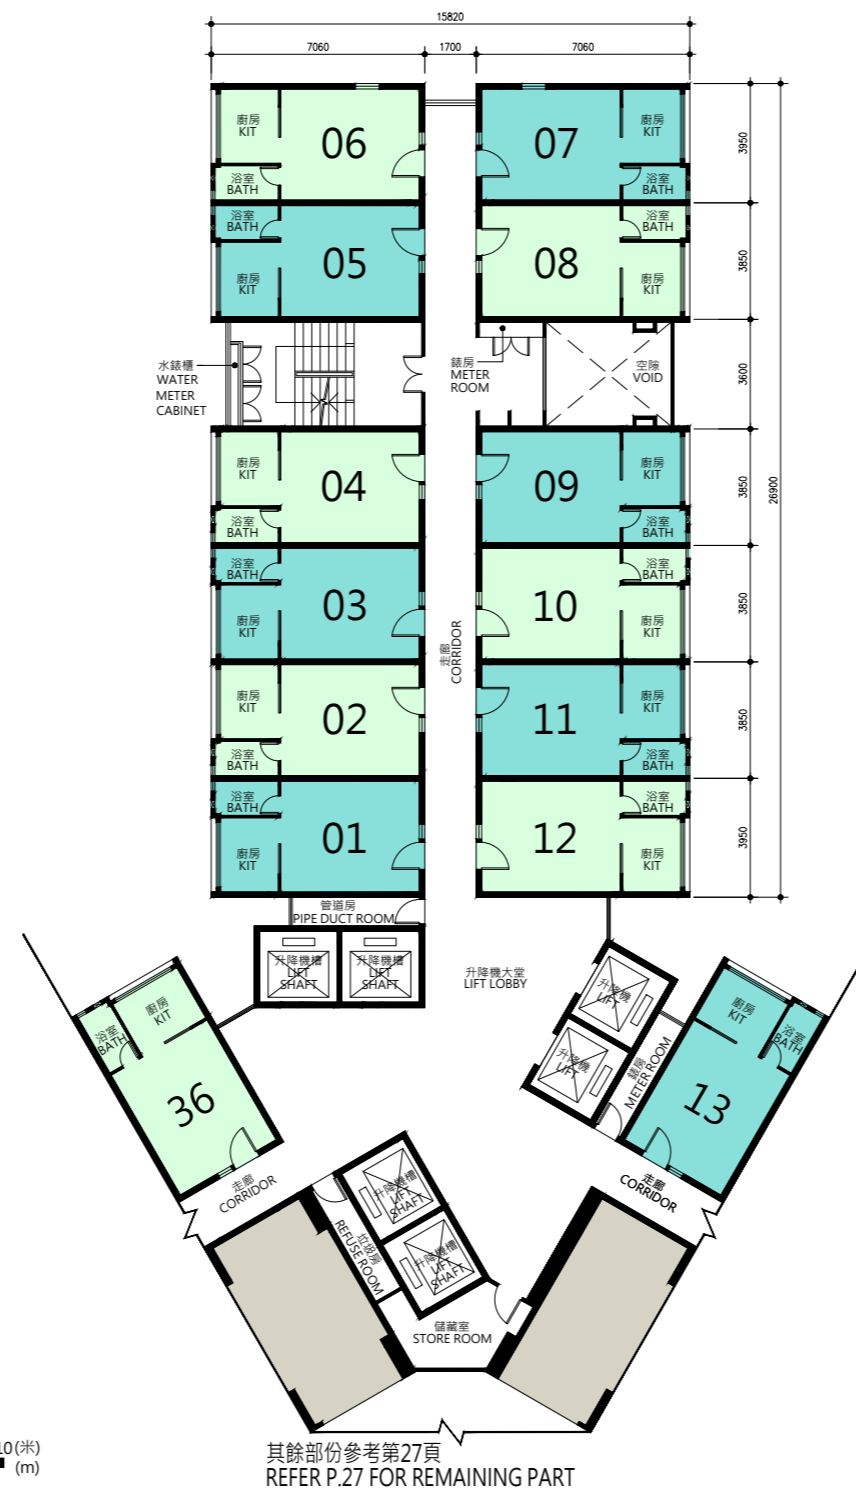 15820
7060
1700
7060
廚房
KIT
06
浴室
BATH
07
廚房
KIT
浴室
BATH
3950
浴室
BATH
05
廚房
KIT
08
浴室
BATH
廚房
KIT
3850
水錶櫃
WATER
METER
CABINET
錶房
METER
ROOM
空隙
VOID
3600
26900
廚房
KIT
04
浴室
BATH
09
廚房
KIT
浴室
BATH
3850
浴室
BATH
03
廚房
KIT
10
浴室
BATH
廚房
KIT
3850
走廊
CORRIDOR
廚房
KIT
02
浴室
BATH
11
廚房
KIT
浴室
BATH
3850
浴室
BATH
01
廚房
KIT
12
浴室
BATH
廚房
KIT
3950
管道房
PIPE DUCT ROOM
升降機槽
LIFT
SHAFT
升降機槽
LIFT
SHAFT
升降機大堂
LIFT LOBBY
升降機
LIFT
升降機
LIFT
錶房
METER ROOM
廚房
KIT
浴室
BATH
36
廚房
KIT
浴室
BATH
13
走廊
CORRIDOR
走廊
CORRIDOR
升降機槽
LIFT
SHAFT
升降機槽
LIFT
SHAFT
垃圾房
REFUSE ROOM
儲藏室
STORE ROOM
10(米)
(m)
其餘部份參考第27頁
REFER P.27 FOR REMAINING PART